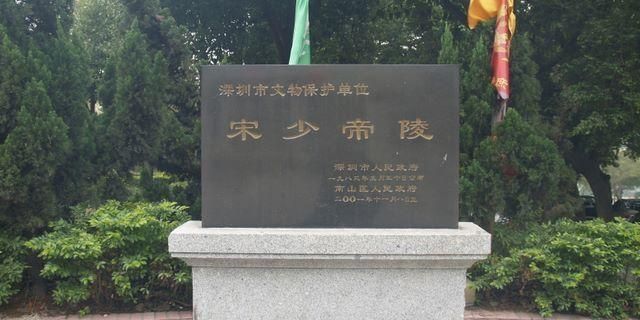 深圳市文物保护单位
宋少帝陵
深圳市人民政府
南山区人民政府